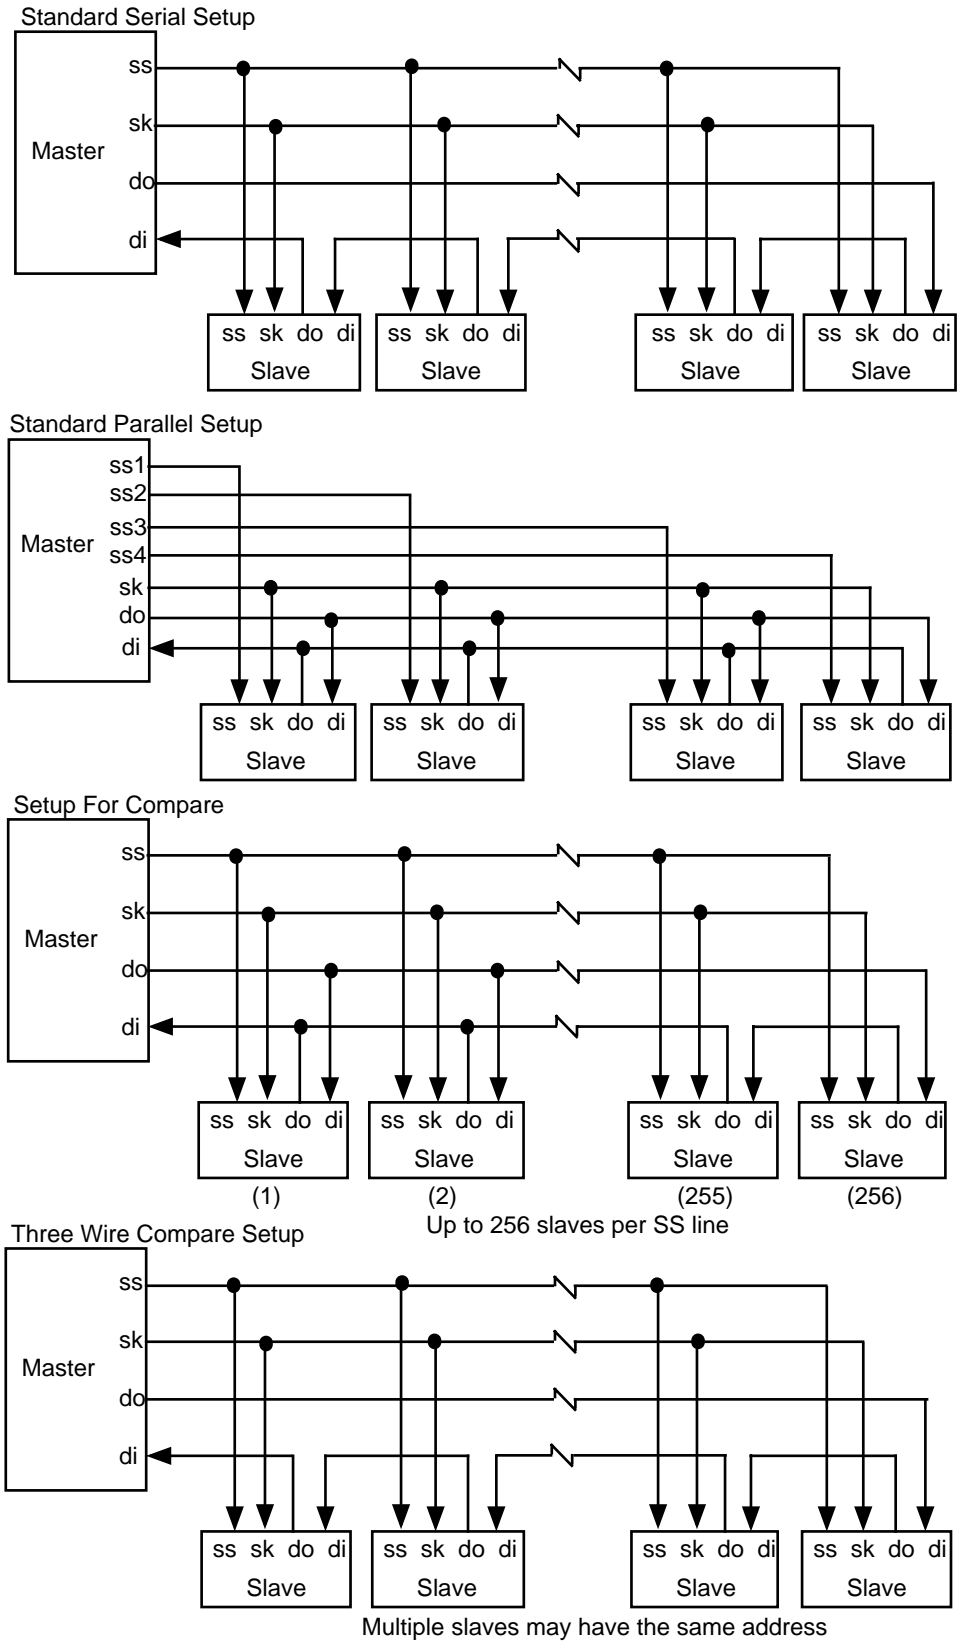 Standard Serial Setup
ss
sk
Master
do
di
ss sk do di
Slave
ss sk do di
Slave
ss sk do di
Slave
ss sk do di
Slave
Standard Parallel Setup
ss1
ss2
ss3
Master
ss4
sk
do
di
ss sk do di
Slave
ss sk do di
Slave
ss sk do di
Slave
ss sk do di
Slave
Setup For Compare
ss
sk
Master
do
di
ss sk do di
Slave
(1)
ss sk do di
Slave
(2)
ss sk do di
Slave
(255)
ss sk do di
Slave
(256)
Up to 256 slaves per SS line
Three Wire Compare Setup
ss
sk
Master
do
di
ss sk do di
Slave
ss sk do di
Slave
ss sk do di
Slave
ss sk do di
Slave
Multiple slaves may have the same address